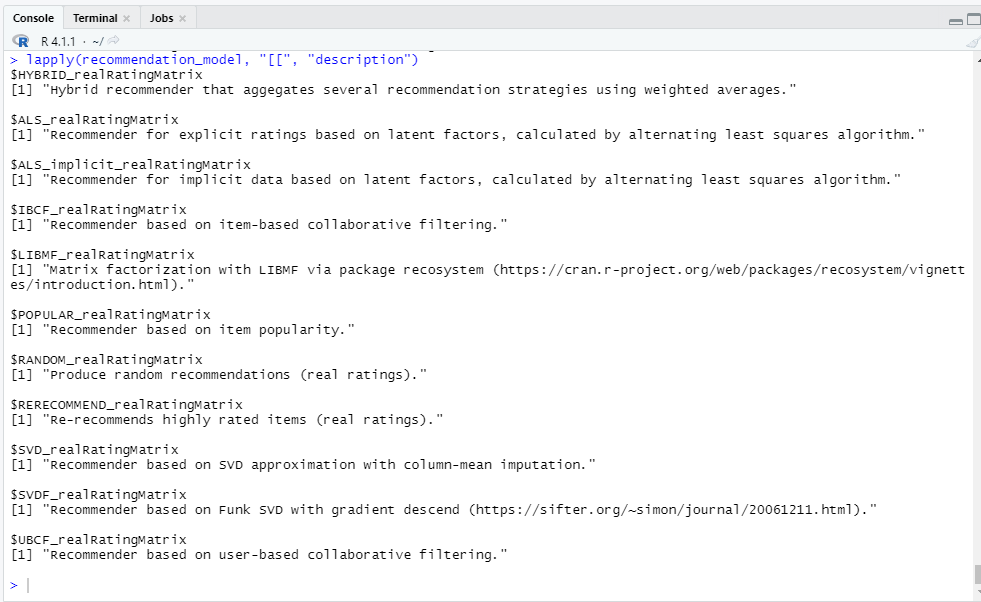 Console Terminal Jobs
R 4.1.1 · ~/
> lapply(recommendation_model, "[[", "description")
$HYBRID_realRatingMatrix
[1] "Hybrid recommender that aggegates several recommendation strategies using weighted averages."
$ALS_realRatingMatrix
[1] "Recommender for explicit ratings based on latent factors, calculated by alternating least squares algorithm."
$ALS_implicit_realRatingMatrix
[1] "Recommender for implicit data based on latent factors, calculated by alternating least squares algorithm."
$IBCF_realRatingMatrix
[1] "Recommender based on item-based collaborative filtering."
$LIBMF_realRatingMatrix
[1] "Matrix factorization with LIBMF via package recosystem (https://cran.r-project.org/web/packages/recosystem/vignett
es/introduction.html)."
$POPULAR_realRatingMatrix
[1] "Recommender based on item popularity."
$RANDOM_realRatingMatrix
[1] "Produce random recommendations (real ratings)."
$RERECOMMEND_realRatingMatrix
[1] "Re-recommends highly rated items (real ratings)."
$SVD_realRatingMatrix
[1] "Recommender based on SVD approximation with column-mean imputation."
$SVDF_realRatingMatrix
[1] "Recommender based on Funk SVD with gradient descend (https://sifter.org/~simon/journal/20061211.html)."
$UBCF_realRatingMatrix
[1] "Recommender based on user-based collaborative filtering."
>